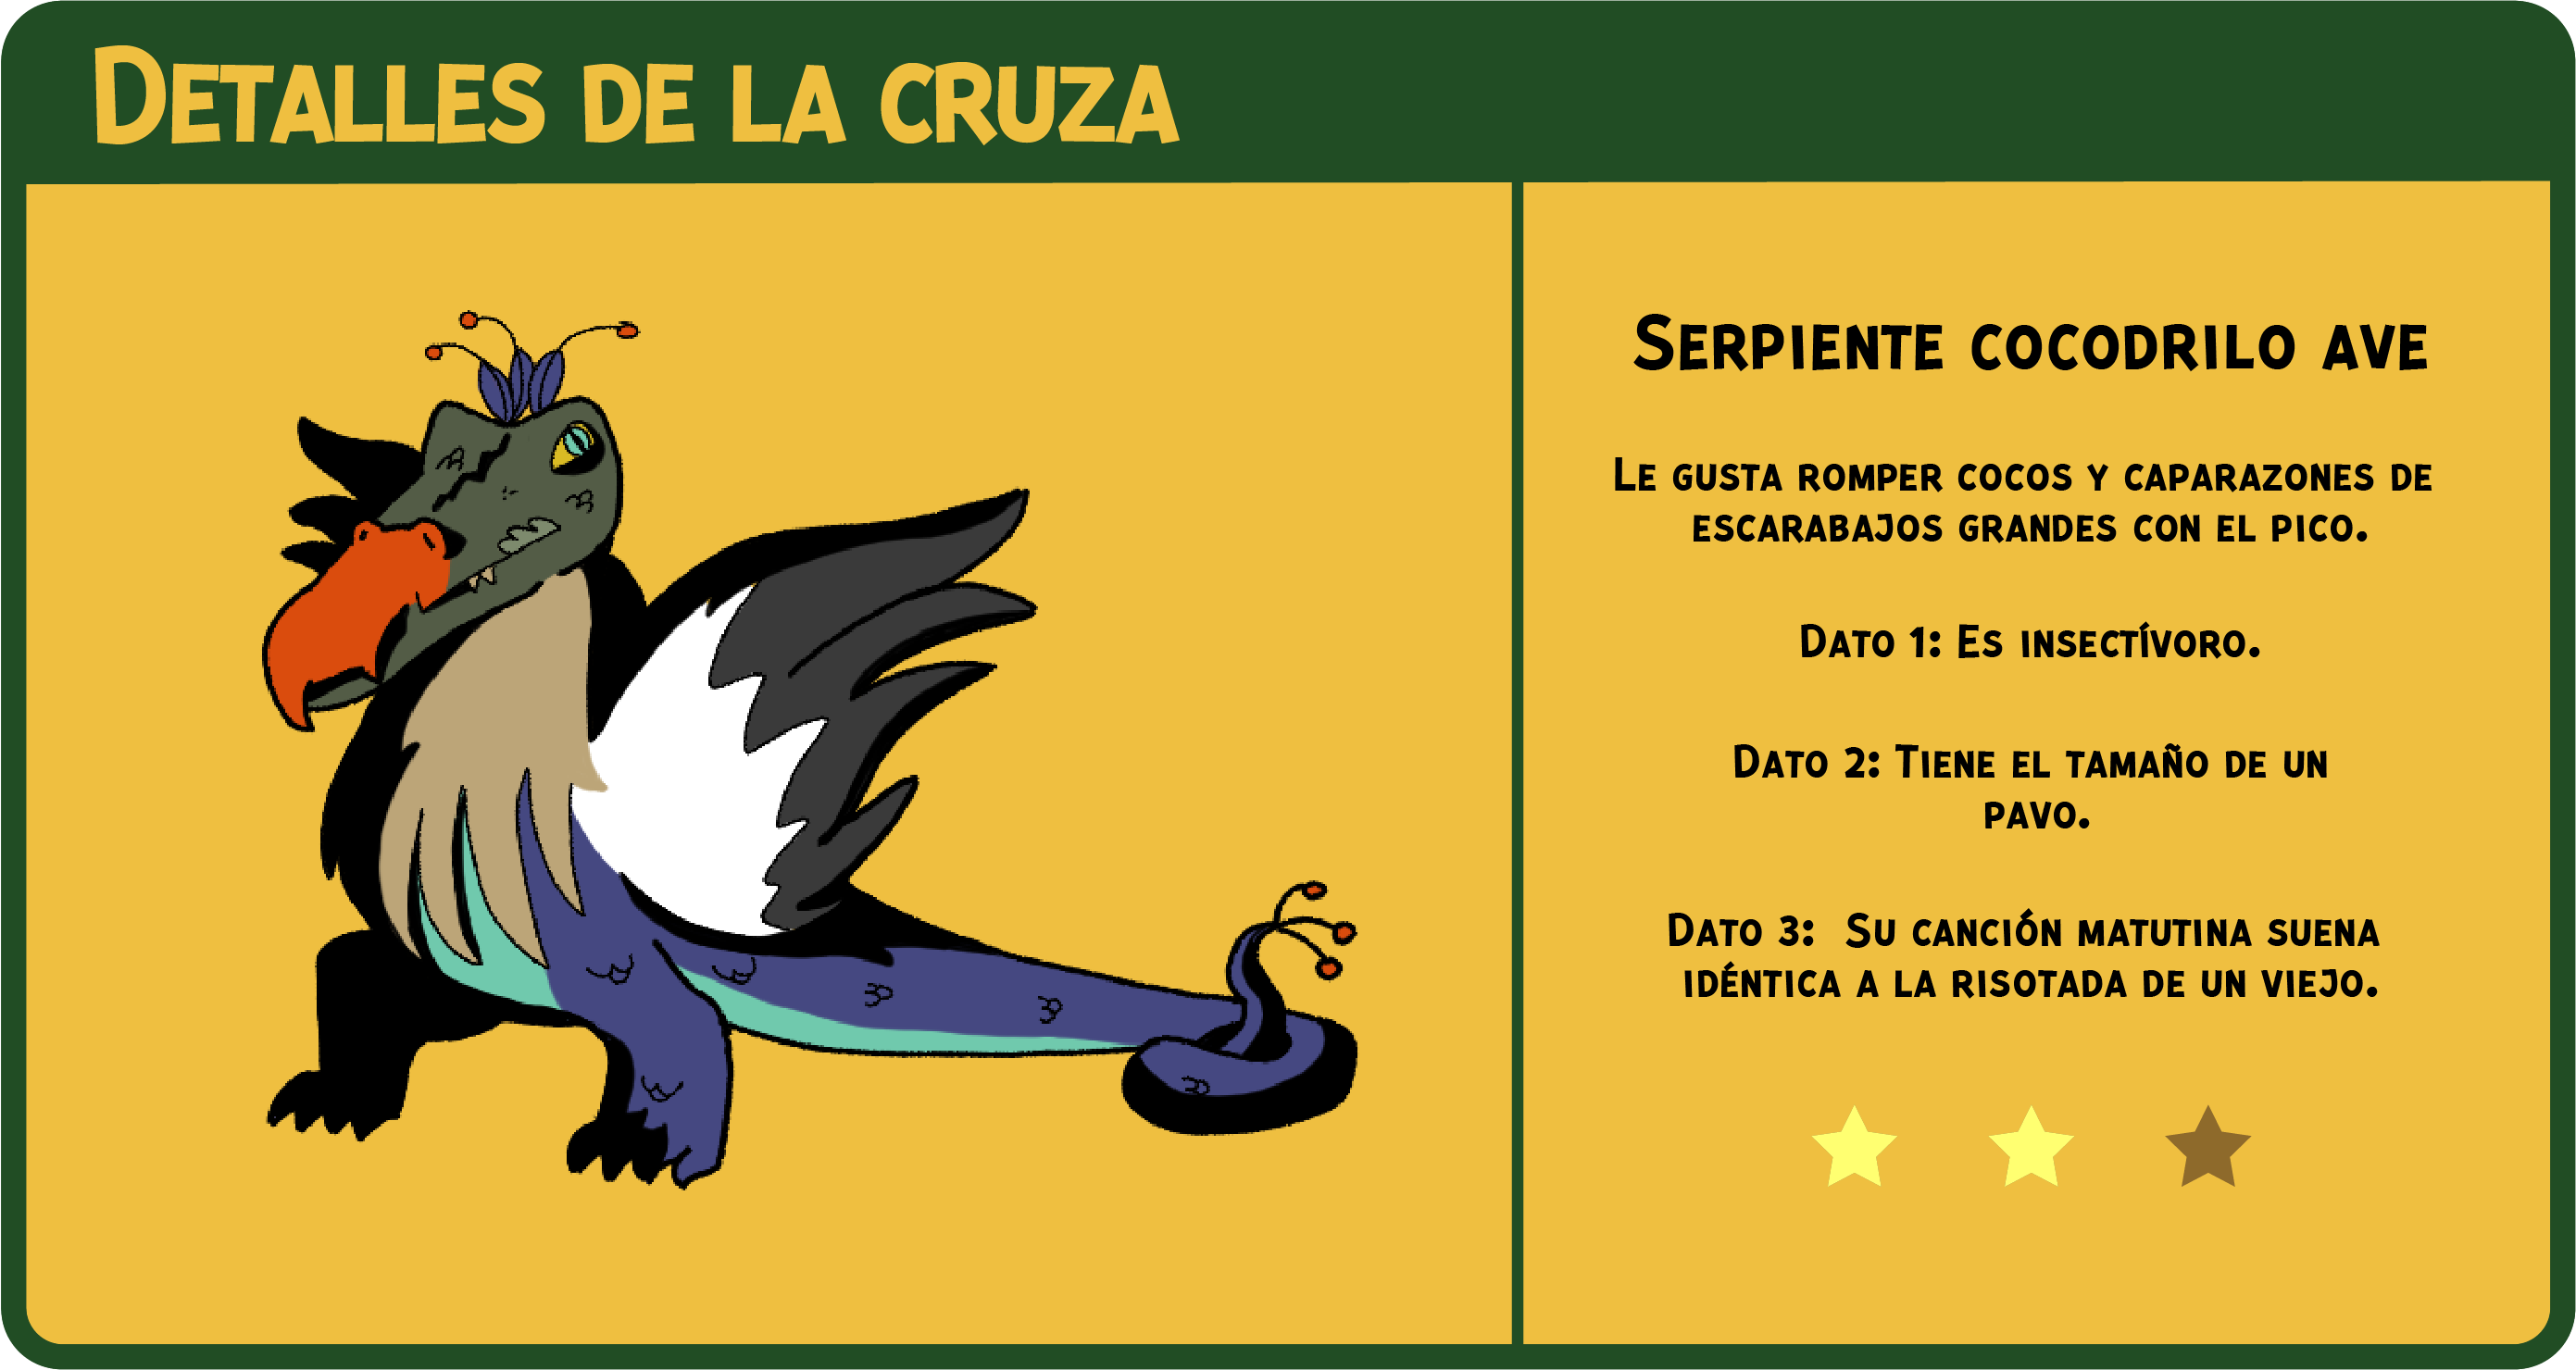 Detalles de la cruza
Serpiente cocodrilo ave
Le gusta romper cocos y caparazones de
escarabajos grandes con el pico.
Dato 1: Es insectívoro.
Dato 2: Tiene el tamaño de un
pavo.
Dato 3: Su canción matutina suena
idéntica a la risotada de un viejo.